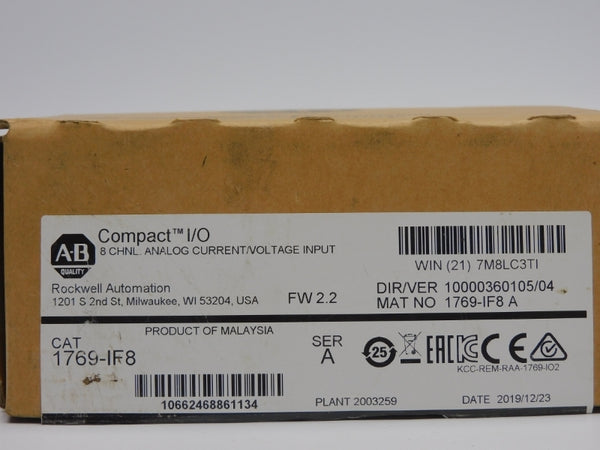 A-B
QUALITY
Compact™ I/O
8 CHNL. ANALOG CURRENT/VOLTAGE INPUT
Rockwell Automation
1201 S 2nd St, Milwaukee, WI 53204, USA
FW 2.2
WIN (21) 7M8LC3TI
DIR/VER 10000360105/04
MAT NO 1769-IF8 A
PRODUCT OF MALAYSIA
CAT
1769-IF8
SER
A
10662468861134
25
EAC
KC
CE
KCC-REM-RAA-1769-IO2
PLANT 2003259
DATE 2019/12/23